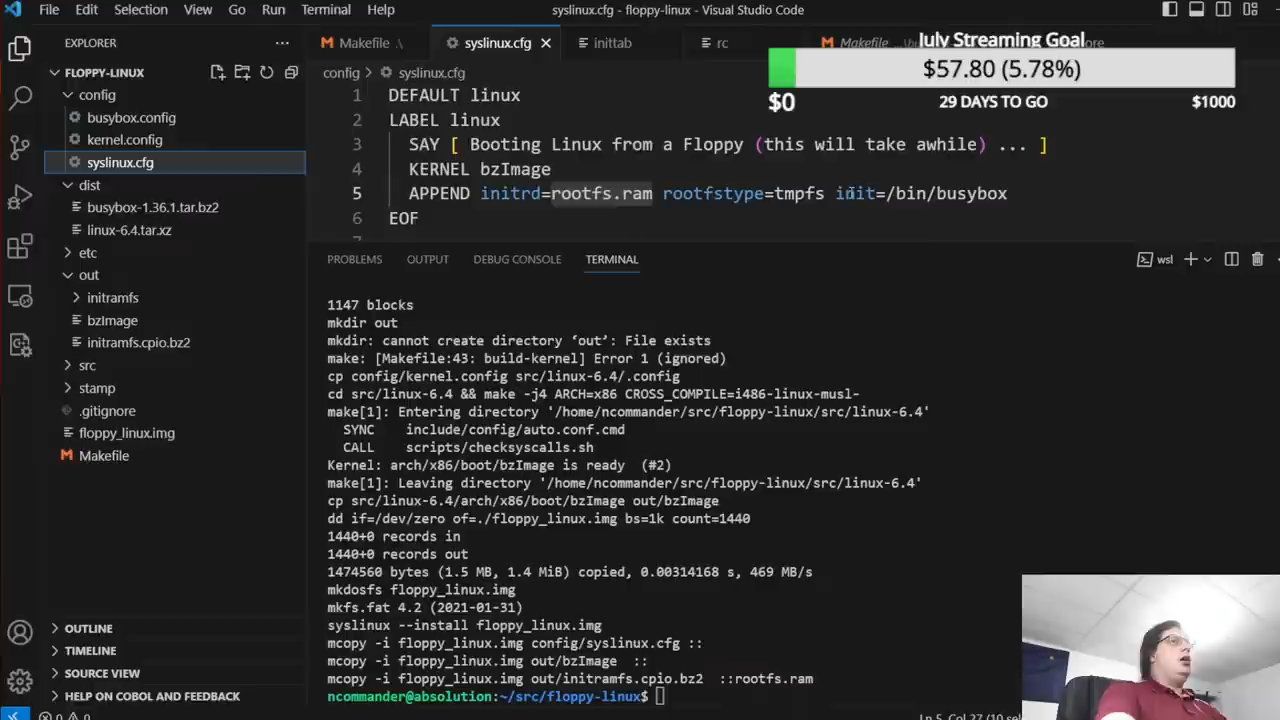 File Edit Selection View Go Run Terminal Help
syslinux.cfg - floppy-linux - Visual Studio Code
EXPLORER
FLOPPY-LINUX
config
busybox.config
kernel.config
syslinux.cfg
dist
busybox-1.36.1.tar.bz2
linux-6.4.tar.xz
etc
out
initramfs
bzImage
initramfs.cpio.bz2
src
stamp
.gitignore
floppy_linux.img
Makefile
OUTLINE
TIMELINE
SOURCE VIEW
HELP ON COBOL AND FEEDBACK
Makefile .\ syslinux.cfg inittab rc Makefile
July Streaming Goal
$57.80 (5.78%)
$0 29 DAYS TO GO $1000
config > syslinux.cfg
1 DEFAULT linux
2 LABEL linux
3 SAY [ Booting Linux from a Floppy (this will take awhile) ... ]
4 KERNEL bzImage
5 APPEND initrd=rootfs.ram rootfstype=tmpfs init=/bin/busybox
6 EOF
7
PROBLEMS OUTPUT DEBUG CONSOLE TERMINAL
wsl
1147 blocks
mkdir out
mkdir: cannot create directory ‘out’: File exists
make: [Makefile:43: build-kernel] Error 1 (ignored)
cp config/kernel.config src/linux-6.4/.config
cd src/linux-6.4 && make -j4 ARCH=x86 CROSS_COMPILE=i486-linux-musl-
make[1]: Entering directory '/home/ncommander/src/floppy-linux/src/linux-6.4'
SYNC include/config/auto.conf.cmd
CALL scripts/checksyscalls.sh
Kernel: arch/x86/boot/bzImage is ready (#2)
make[1]: Leaving directory '/home/ncommander/src/floppy-linux/src/linux-6.4'
cp src/linux-6.4/arch/x86/boot/bzImage out/bzImage
dd if=/dev/zero of=./floppy_linux.img bs=1k count=1440
1440+0 records in
1440+0 records out
1474560 bytes (1.5 MB, 1.4 MiB) copied, 0.00314168 s, 469 MB/s
mkdosfs floppy_linux.img
mkfs.fat 4.2 (2021-01-31)
syslinux --install floppy_linux.img
mcopy -i floppy_linux.img config/syslinux.cfg ::
mcopy -i floppy_linux.img out/bzImage ::
mcopy -i floppy_linux.img out/initramfs.cpio.bz2 ::rootfs.ram
ncommander@absolution:~/src/floppy-linux$
0 0 Ln 5, Col 27 (10 sel